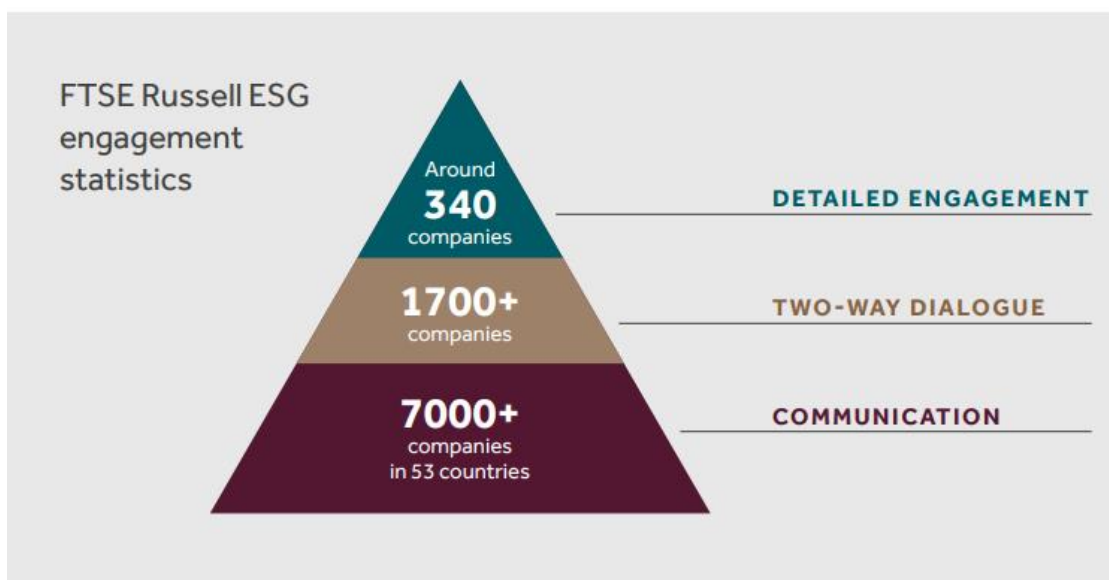 FTSE Russell ESG
engagement
statistics
Around
340
companies
DETAILED ENGAGEMENT
1700+
companies
TWO-WAY DIALOGUE
7000+
companies
in 53 countries
COMMUNICATION